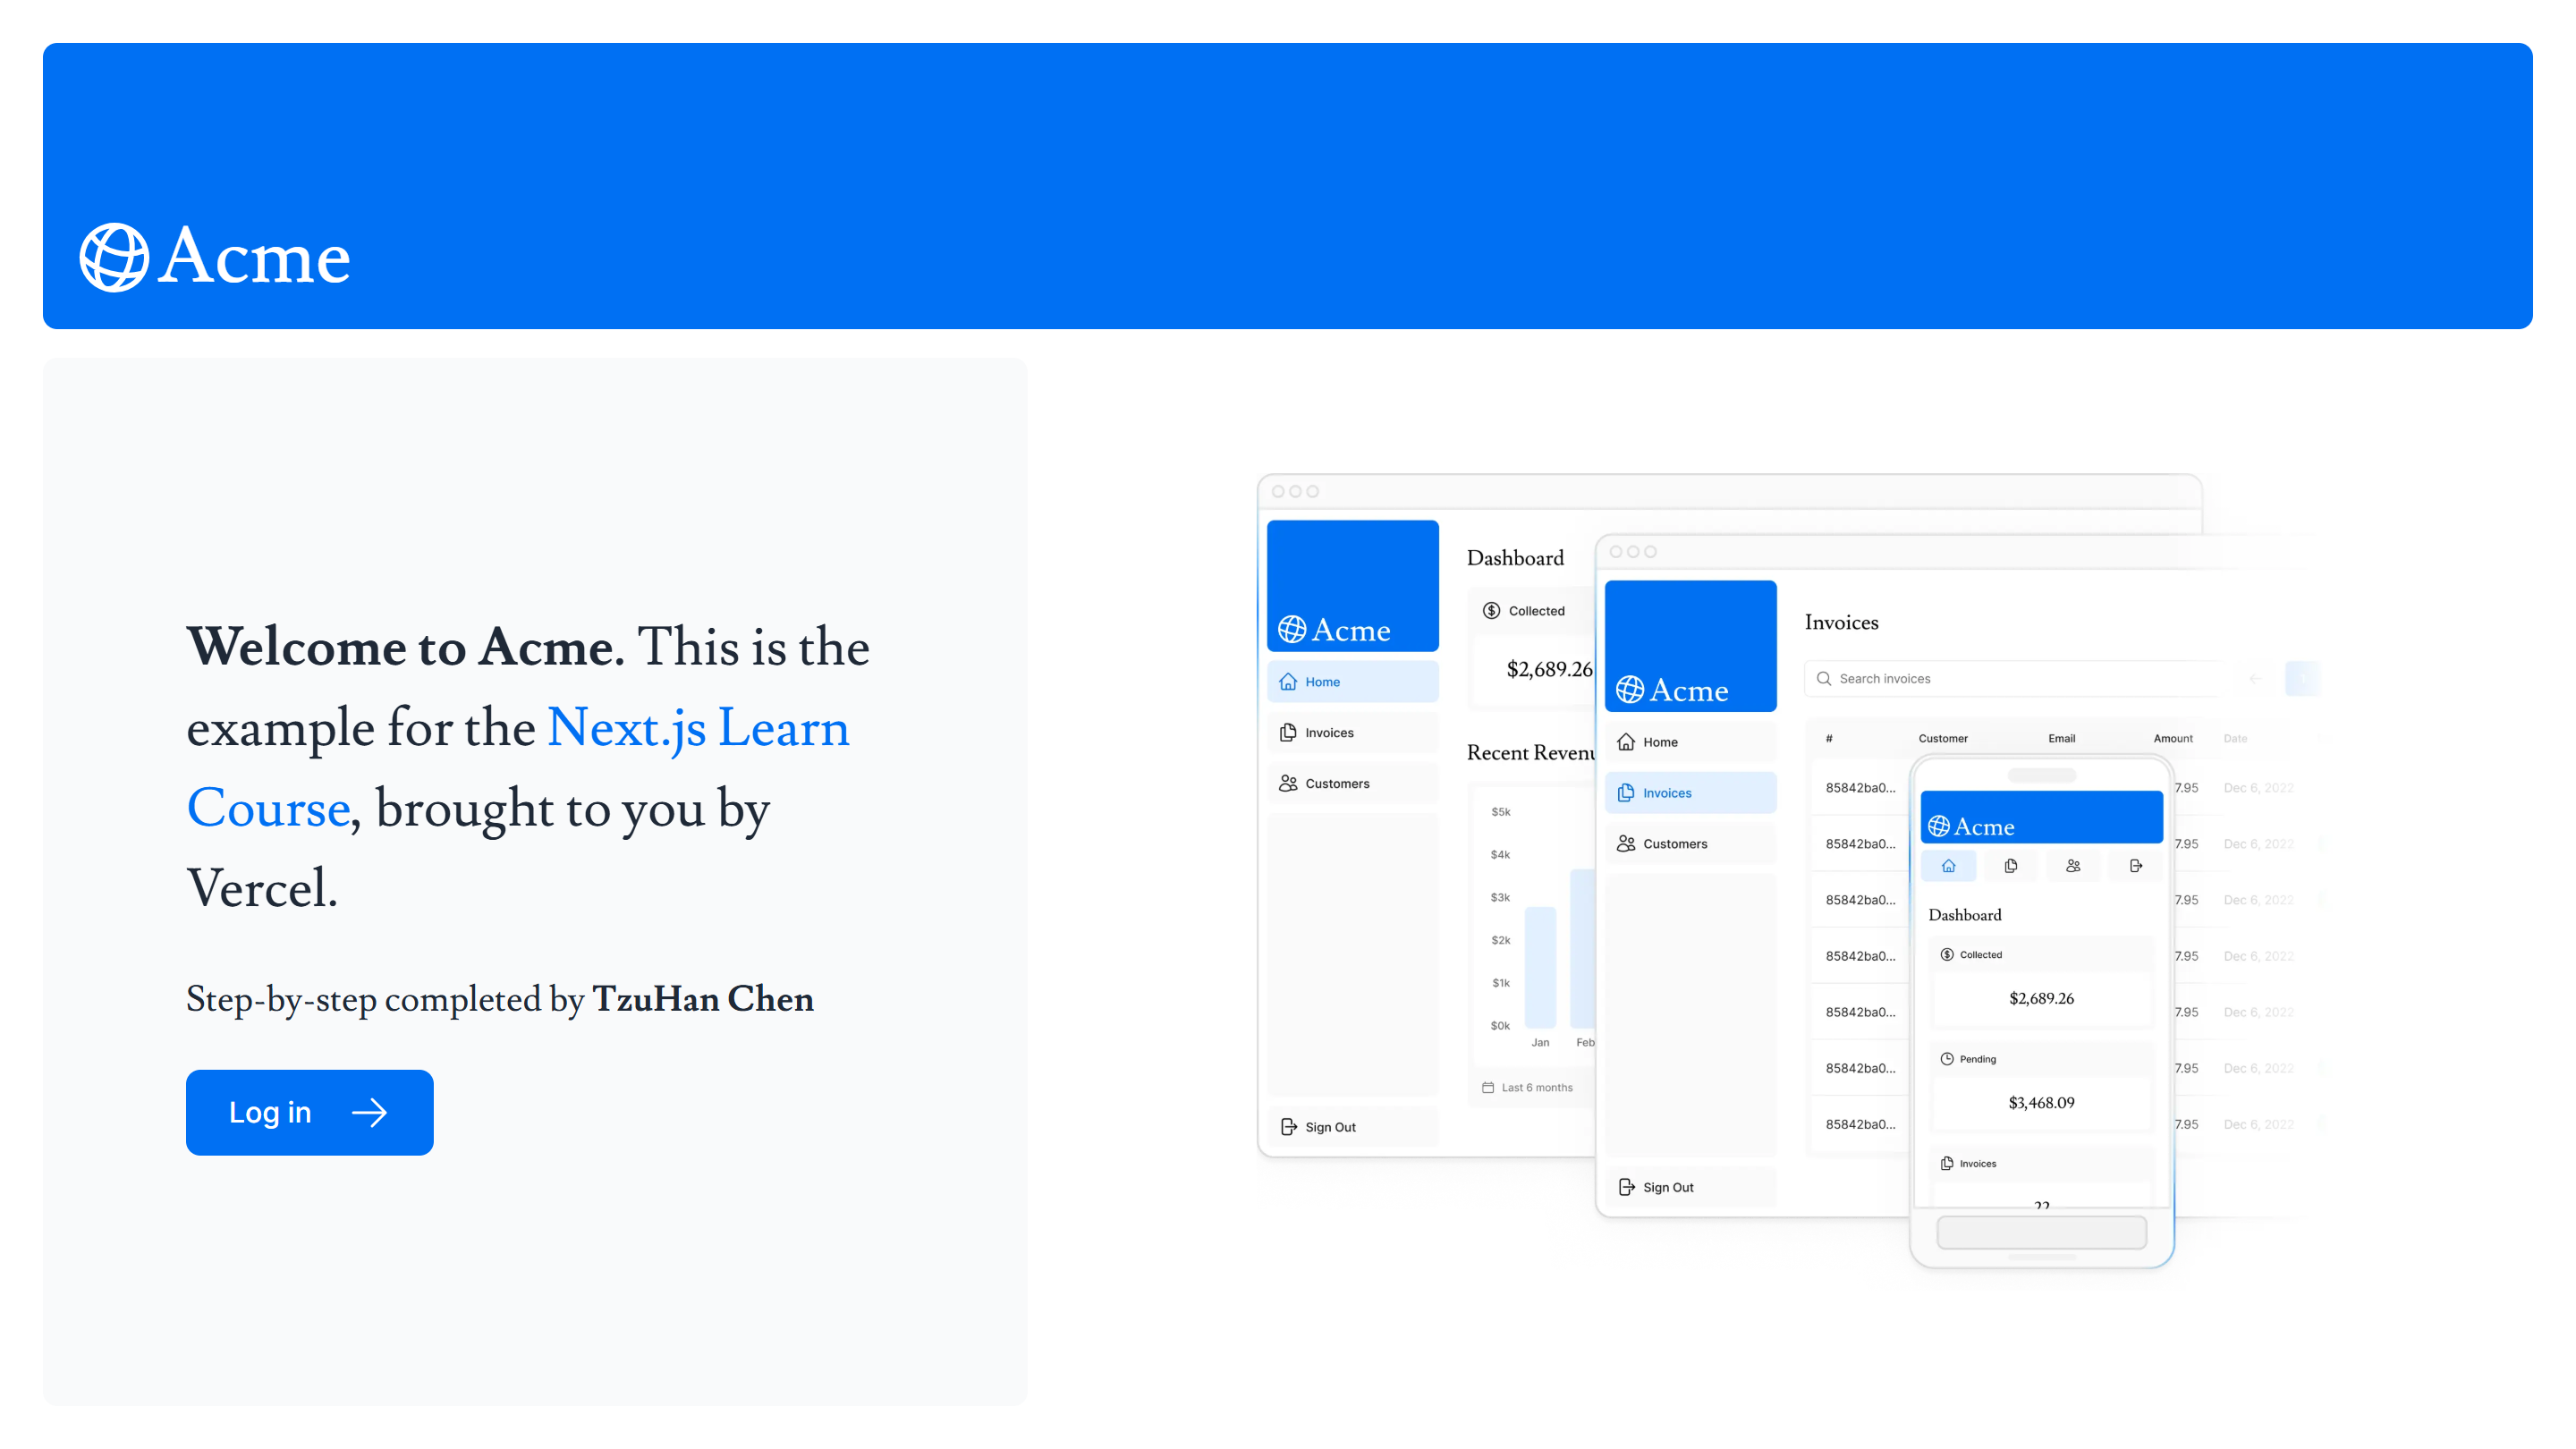 Acme
Welcome to Acme. This is the
example for the Next.js Learn
Course, brought to you by
Vercel.
Step-by-step completed by TzuHan Chen
Log in
Acme
Home
Invoices
Customers
Sign Out
Dashboard
Collected
$2,689.26
Recent
$5k
$4k
$3k
$2k
$1k
$0k
Jan
Feb
Last 6 months
Acme
Home
Invoices
Customers
Sign Out
Invoices
Search invoices
# Customer Email Amount Date
85842ba0... 7.95 Dec 6, 2022
85842ba0... 7.95 Dec 6, 2022
85842ba0... 7.95 Dec 6, 2022
85842ba0... 7.95 Dec 6, 2022
85842ba0... 7.95 Dec 6, 2022
85842ba0... 7.95 Dec 6, 2022
85842ba0... 7.95 Dec 6, 2022
Acme
Dashboard
Collected
$2,689.26
Pending
$3,468.09
Invoices
22